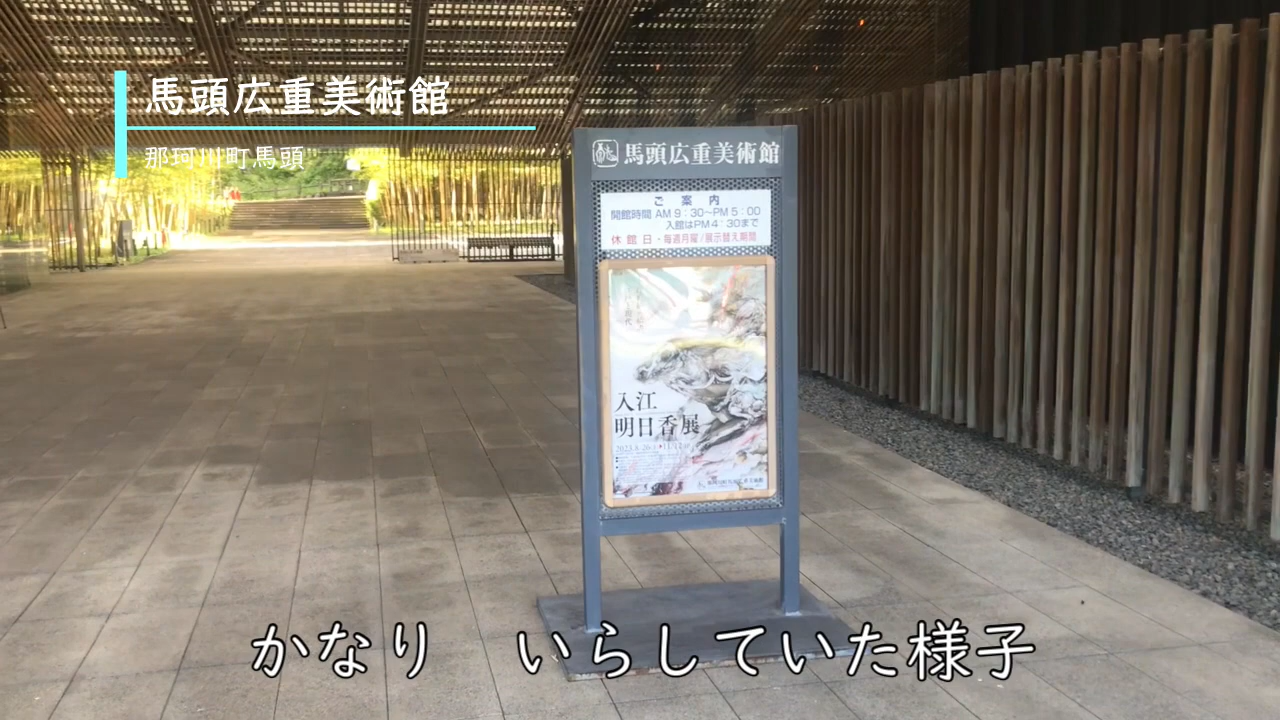 馬頭広重美術館
那珂川町馬頭
馬頭広重美術館
ご案内
開館時間 AM 9:30~PM 5:00
入館はPM 4:30まで
休館日・毎週月曜/展示替え期間
入江
明日香展
かなり いらしていた様子